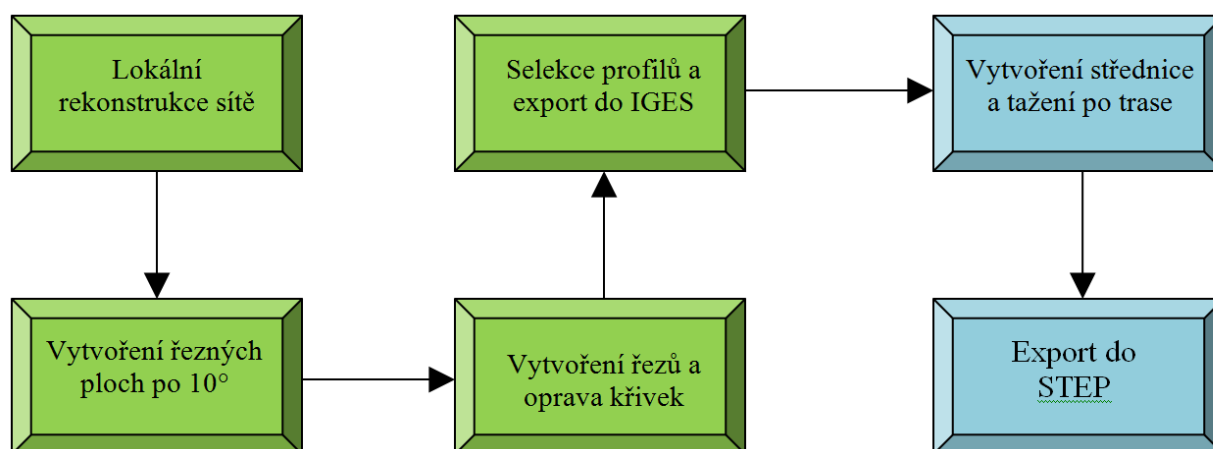 Lokální
rekonstrukce sítě
Selekce profilů a
export do IGES
Vytvoření střednice
a tažení po trase
Vytvoření řezných
ploch po 10°
Vytvoření řezů a
oprava křivek
Export do
STEP